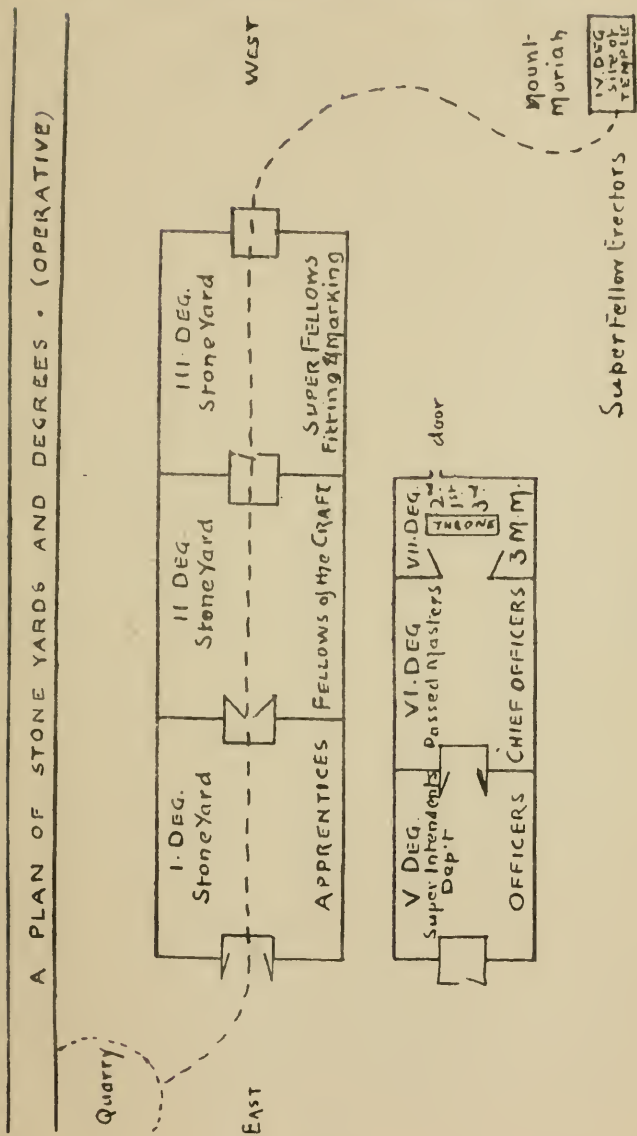 A PLAN OF STONE YARDS AND DEGREES . (OPERATIVE)
Quarry
EAST
WEST
I. DEG.
Stone Yard
APPRENTICES
II DEG.
Stone Yard
FELLOWS of the CRAFT
III. DEG.
Stone Yard
SUPER FELLOWS
Fitting & Marking
Mount-
Moriah
IV. DEG
Site of
TEMPLE
Super Fellow Erectors
V DEG.
Super Intendents
Dep't
OFFICERS
VI. DEG
Passed Masters
CHIEF OFFICERS
VII. DEG.
THRONE
2nd
1st
3rd
3 M.M.
door